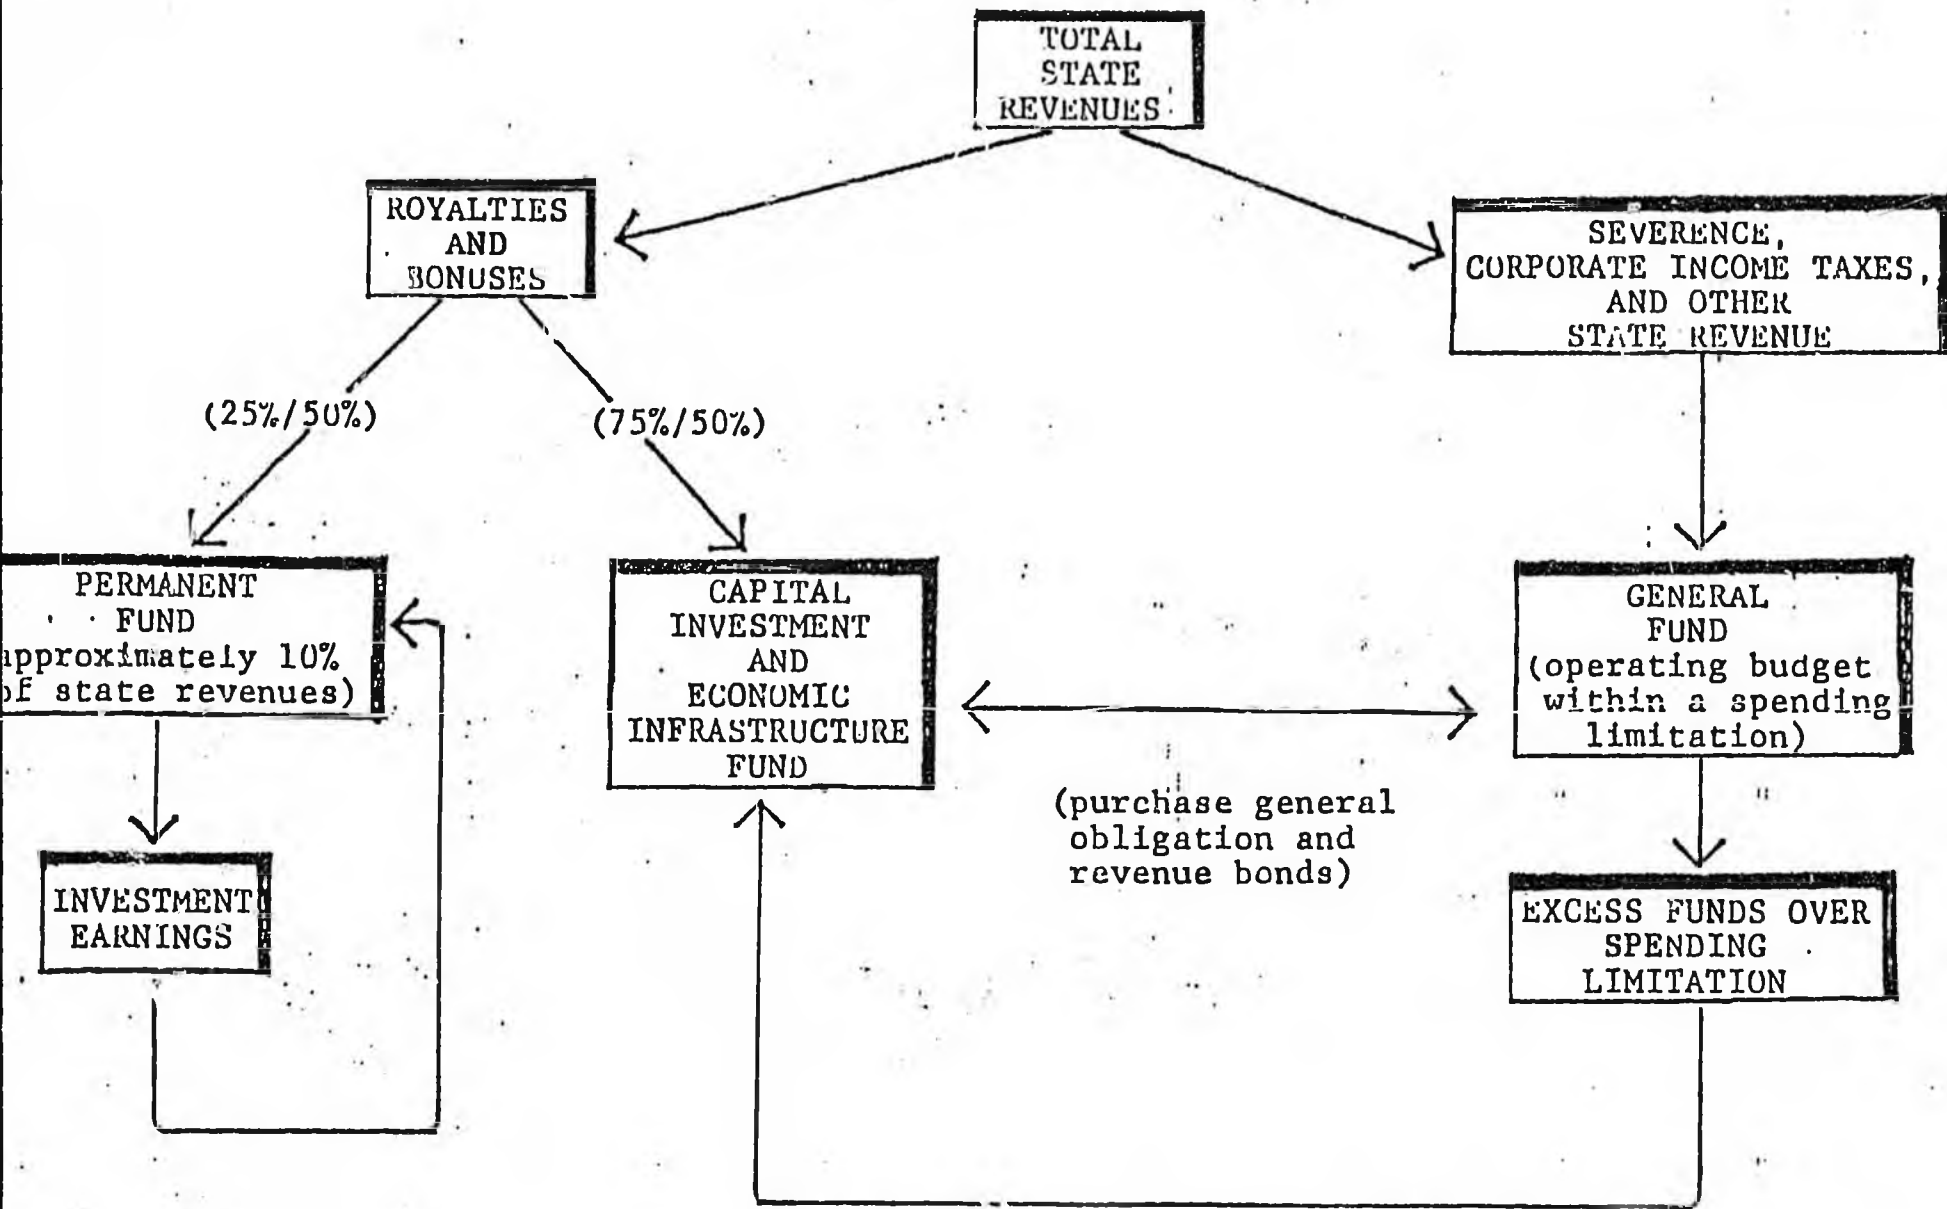 TOTAL
STATE
REVENUES
ROYALTIES
AND
BONUSES
SEVERENCE,
CORPORATE INCOME TAXES,
AND OTHER
STATE REVENUE
(25%/50%)
(75%/50%)
PERMANENT
FUND
approximately 10%
of state revenues)
CAPITAL
INVESTMENT
AND
ECONOMIC
INFRASTRUCTURE
FUND
GENERAL
FUND
(operating budget
within a spending
limitation)
(purchase general
obligation and
revenue bonds)
INVESTMENT
EARNINGS
EXCESS FUNDS OVER
SPENDING
LIMITATION